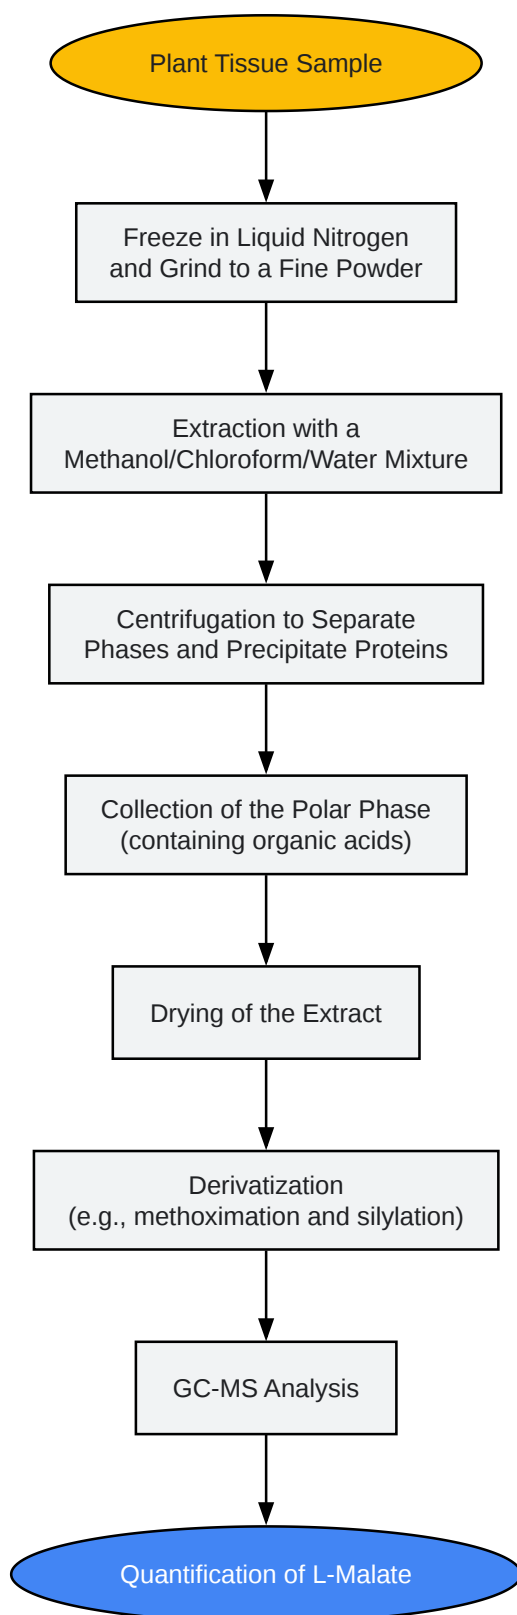 Plant Tissue Sample
Freeze in Liquid Nitrogen
and Grind to a Fine Powder
Extraction with a
Methanol/Chloroform/Water Mixture
Centrifugation to Separate
Phases and Precipitate Proteins
Collection of the Polar Phase
(containing organic acids)
Drying of the Extract
Derivatization
(e.g., methoximation and silylation)
GC-MS Analysis
Quantification of L-Malate